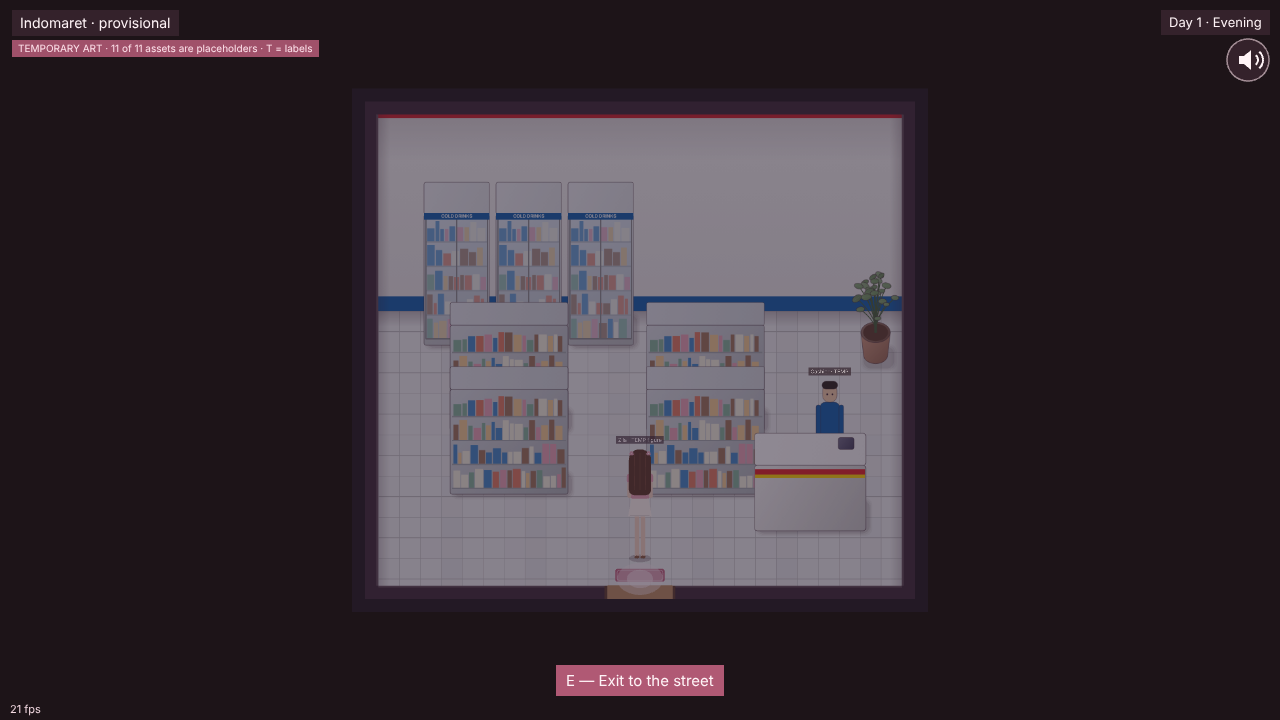 Indomaret · provisional
TEMPORARY ART · 11 of 11 assets are placeholders · T = labels
Day 1 · Evening
COLD DRINKS
COLD DRINKS
COLD DRINKS
E — Exit to the street
21 fps